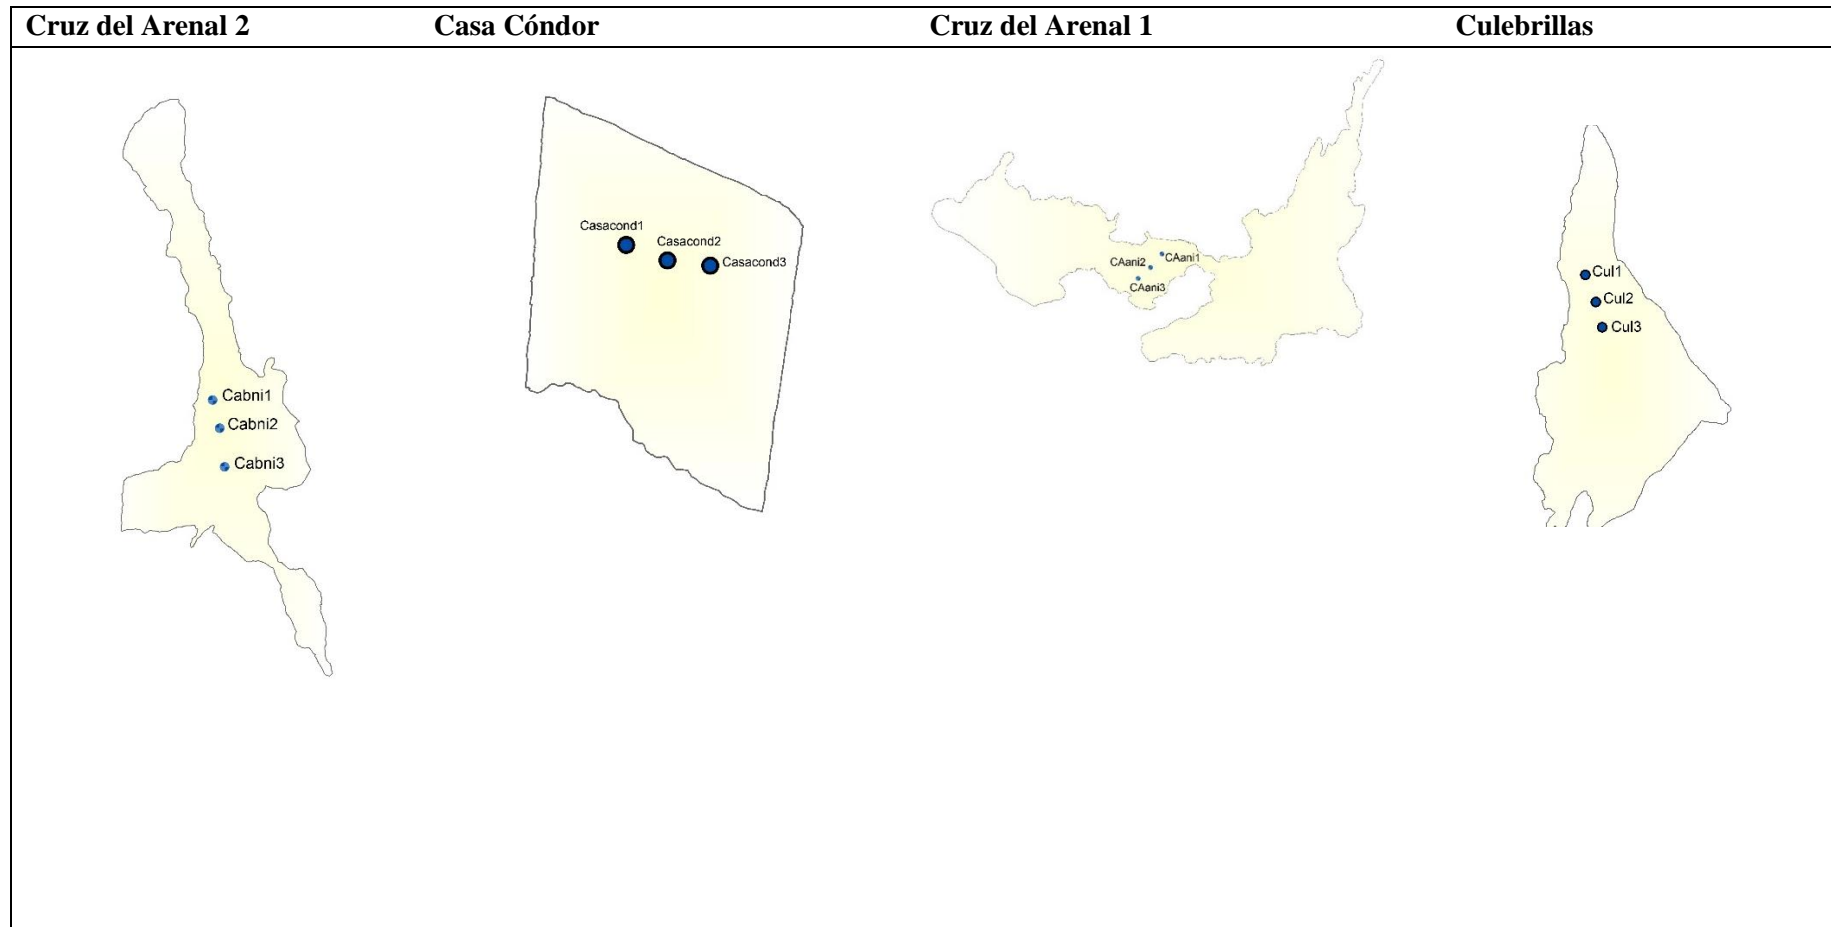 Cruz del Arenal 2 Casa Cóndor Cruz del Arenal 1 Culebrillas
Cabni1
Cabni2
Cabni3
Casacond1
Casacond2
Casacond3
CAani1
CAani2
CAani3
Cul1
Cul2
Cul3